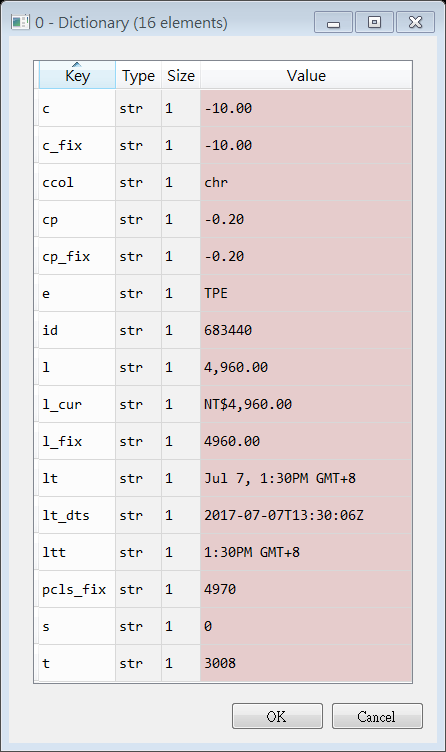 0 - Dictionary (16 elements)
Key Type Size Value
c str 1 -10.00
c_fix str 1 -10.00
ccol str 1 chr
cp str 1 -0.20
cp_fix str 1 -0.20
e str 1 TPE
id str 1 683440
l str 1 4,960.00
l_cur str 1 NT$4,960.00
l_fix str 1 4960.00
lt str 1 Jul 7, 1:30PM GMT+8
lt_dts str 1 2017-07-07T13:30:06Z
ltt str 1 1:30PM GMT+8
pcls_fix str 1 4970
s str 1 0
t str 1 3008
OK Cancel